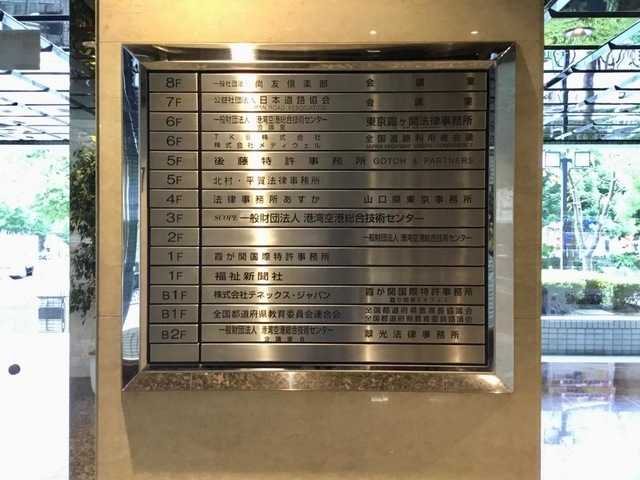 8F 一般社団法人 尚友倶楽部 会議室
7F 公益社団法人 日本道路協会 会議室
JAPAN ROAD ASSOCIATION
6F 一般財団法人 港湾空港総合技術センター 東京霞ヶ関法律事務所
会議室
6F TKS株式会社 全国道路利用者会議
株式会社メディウェル JAPAN HIGHWAY USERS CONFERENCE
5F 後藤特許事務所 GOTOH & PARTNERS
5F 北村・平賀法律事務所
4F 法律事務所あすか 山口県東京事務所
3F SCOPE 一般財団法人 港湾空港総合技術センター
2F 一般財団法人 港湾空港総合技術センター
1F 霞が関国際特許事務所
1F 福祉新聞社
B1F 株式会社テネックス・ジャパン 霞が関国際特許事務所
霞が関第2オフィス
B1F 全国都道府県教育委員会連合会 全国都道府県教育長協議会
全国都道府県教育委員協議会
B2F 一般財団法人 港湾空港総合技術センター 翠光法律事務所
会議室B